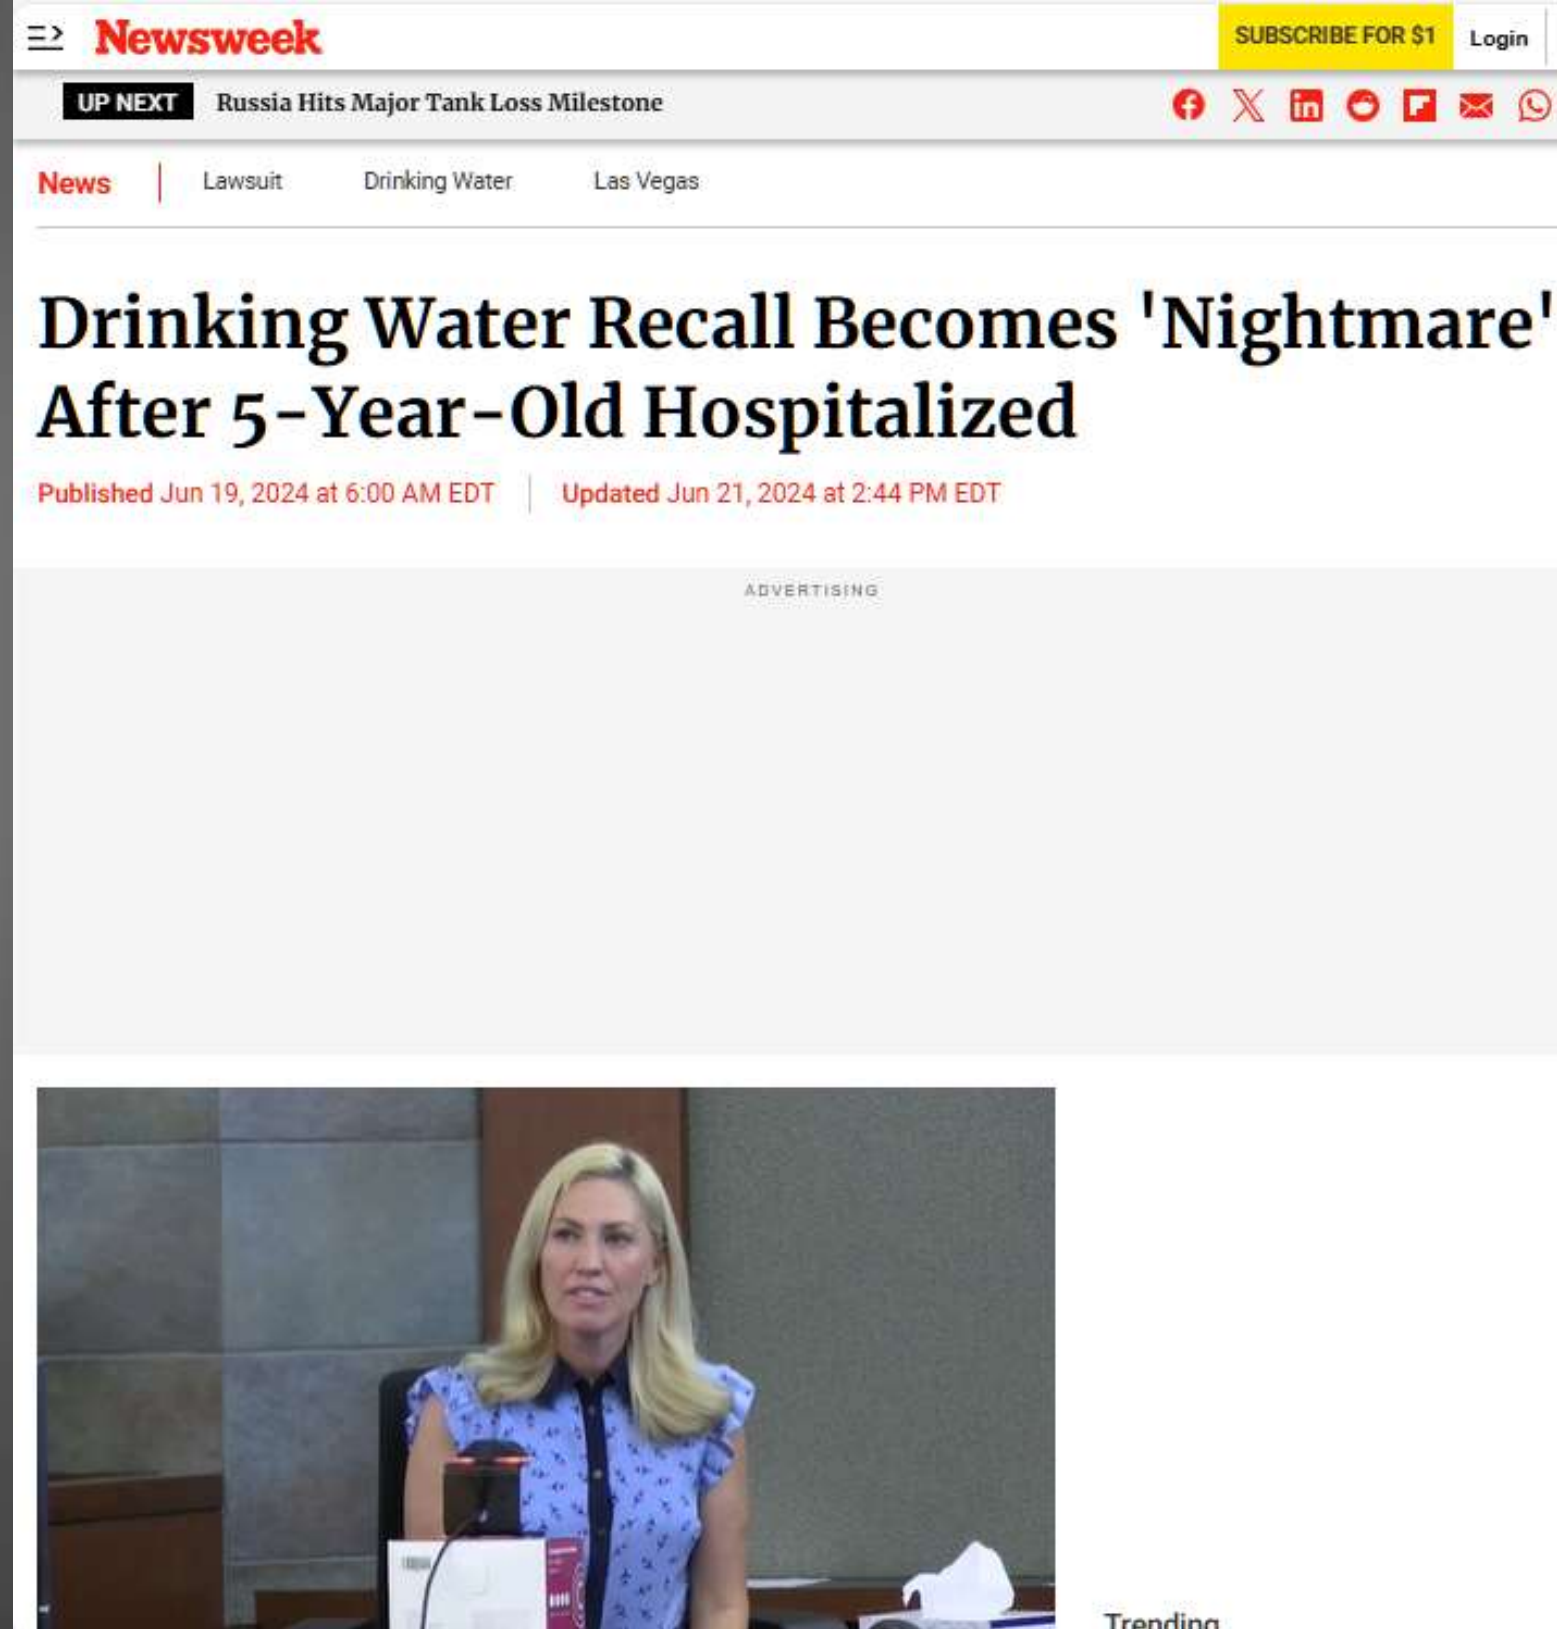 Newsweek
SUBSCRIBE FOR $1
Login
UP NEXT
Russia Hits Major Tank Loss Milestone
News
Lawsuit
Drinking Water
Las Vegas
Drinking Water Recall Becomes 'Nightmare'
After 5-Year-Old Hospitalized
Published Jun 19, 2024 at 6:00 AM EDT
Updated Jun 21, 2024 at 2:44 PM EDT
ADVERTISING
Trending